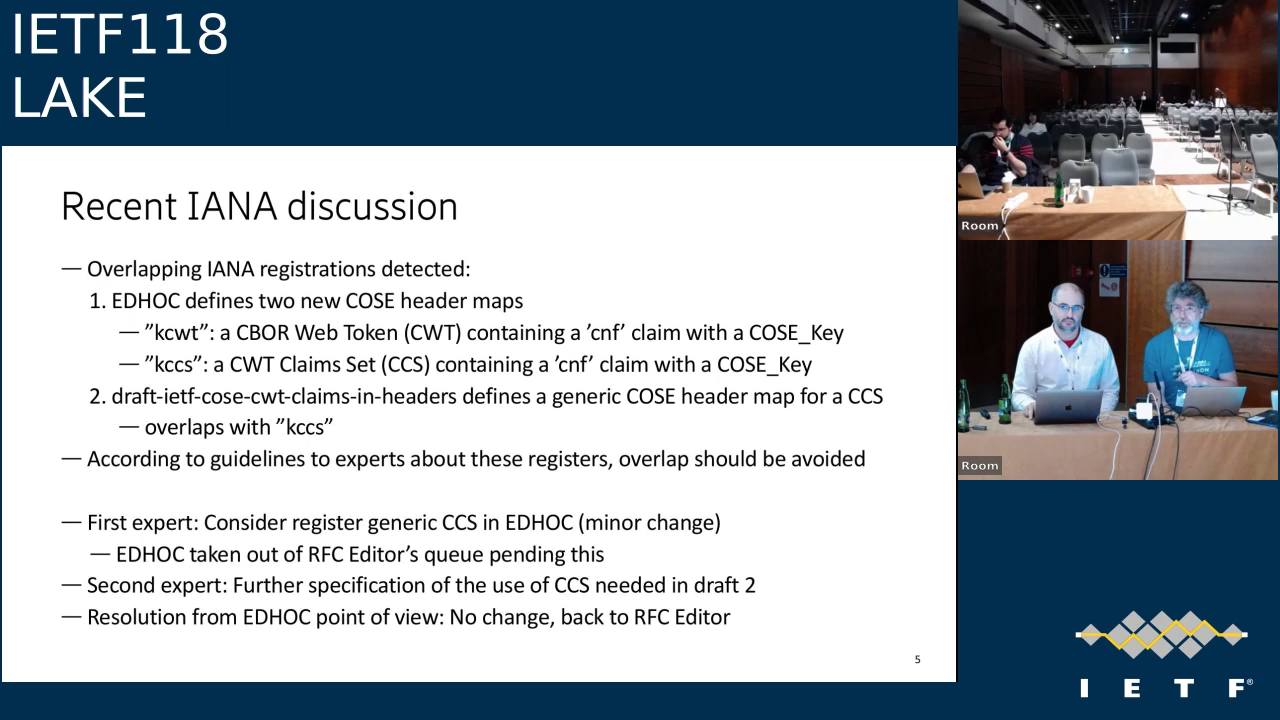 IETF118
LAKE
Recent IANA discussion
— Overlapping IANA registrations detected:
1. EDHOC defines two new COSE header maps
— ”kcwt”: a CBOR Web Token (CWT) containing a ’cnf’ claim with a COSE_Key
— ”kccs”: a CWT Claims Set (CCS) containing a ’cnf’ claim with a COSE_Key
2. draft-ietf-cose-cwt-claims-in-headers defines a generic COSE header map for a CCS
— overlaps with ”kccs”
— According to guidelines to experts about these registers, overlap should be avoided
— First expert: Consider register generic CCS in EDHOC (minor change)
— EDHOC taken out of RFC Editor’s queue pending this
— Second expert: Further specification of the use of CCS needed in draft 2
— Resolution from EDHOC point of view: No change, back to RFC Editor
5
Room
Room
I E T F®